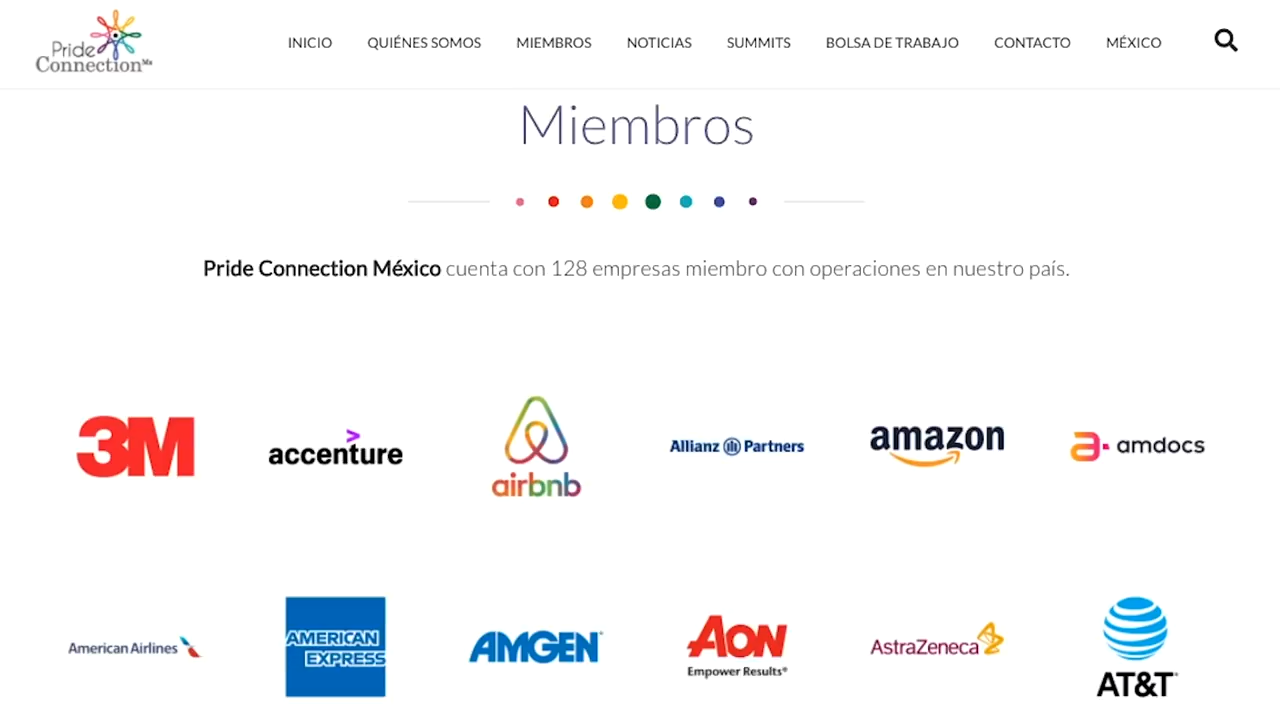 Pride
Connection Mx
INICIO QUIÉNES SOMOS MIEMBROS NOTICIAS SUMMITS BOLSA DE TRABAJO CONTACTO MÉXICO
Miembros
Pride Connection México cuenta con 128 empresas miembro con operaciones en nuestro país.
3M
accenture
airbnb
Allianz Partners
amazon
amdocs
American Airlines
AMERICAN
EXPRESS
AMGEN®
AON
Empower Results®
AstraZeneca
AT&T